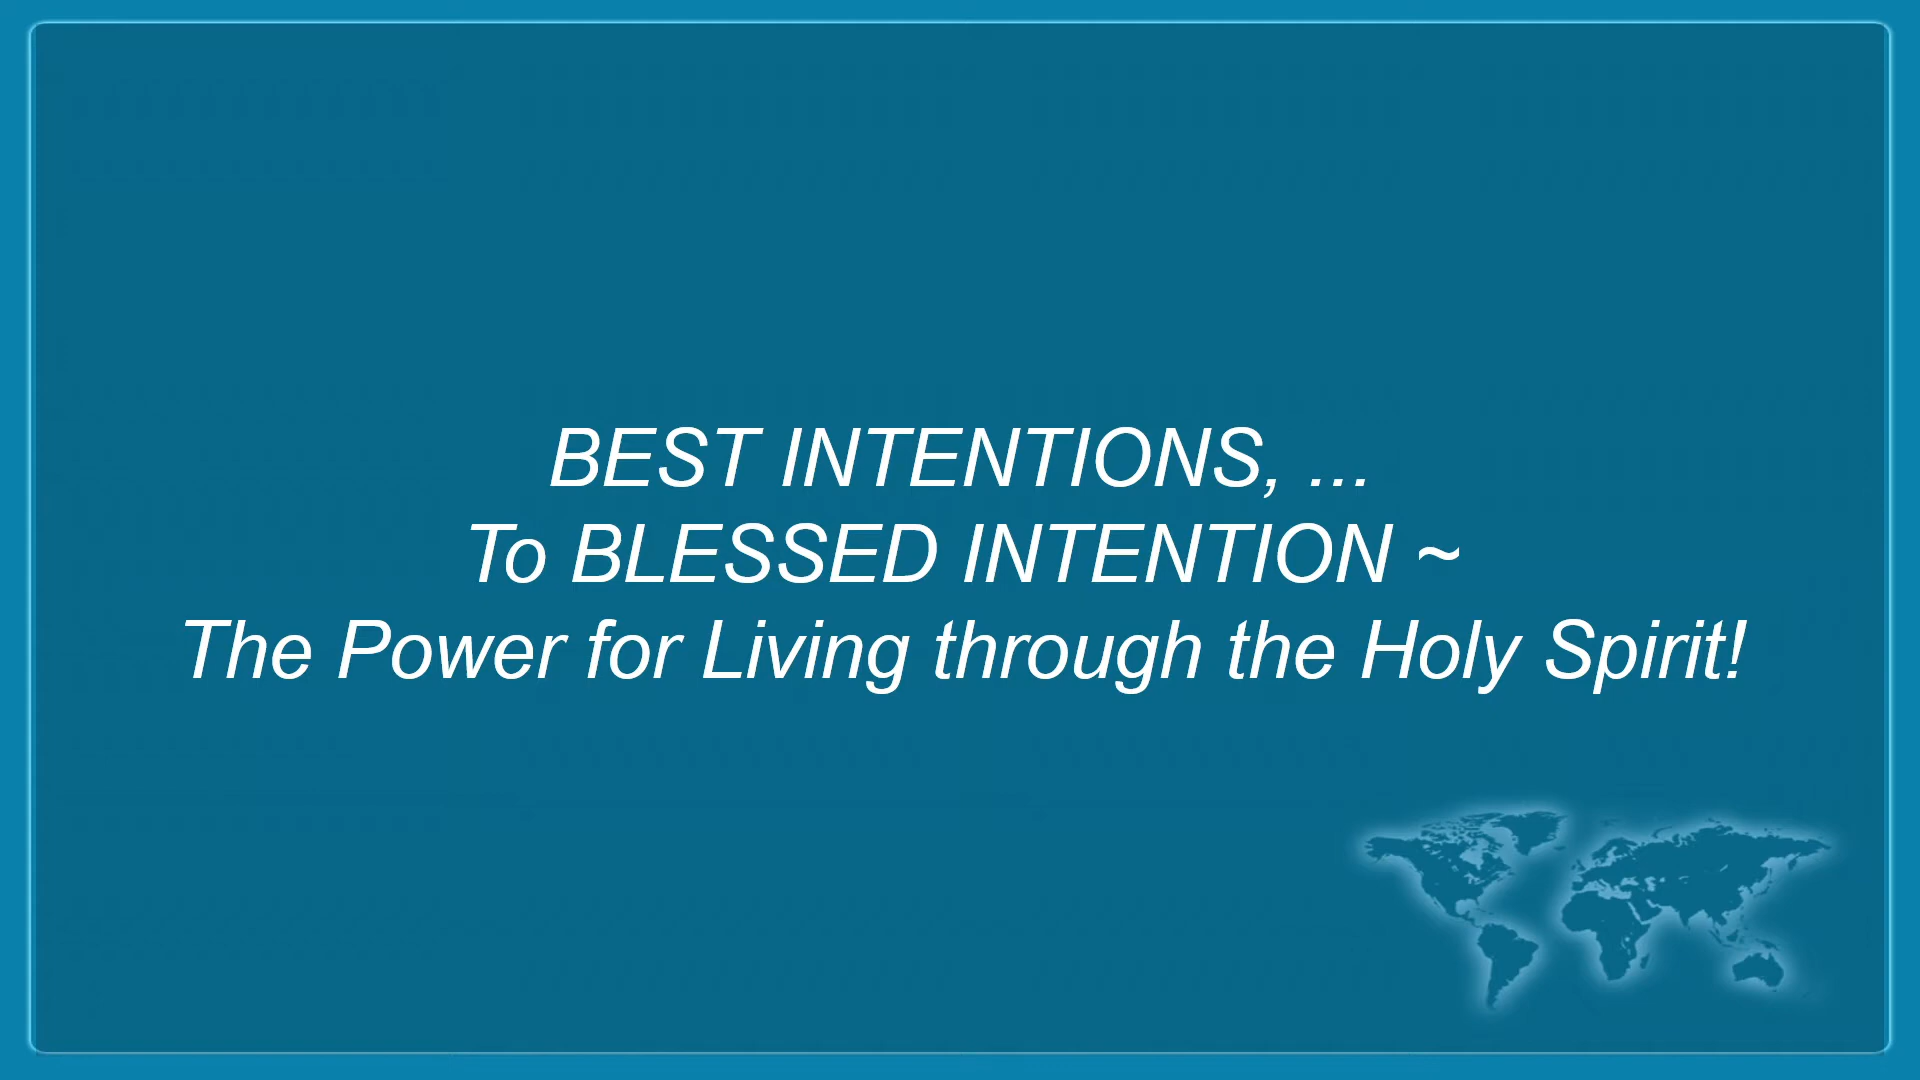 BEST INTENTIONS, ...
To BLESSED INTENTION ~
The Power for Living through the Holy Spirit!